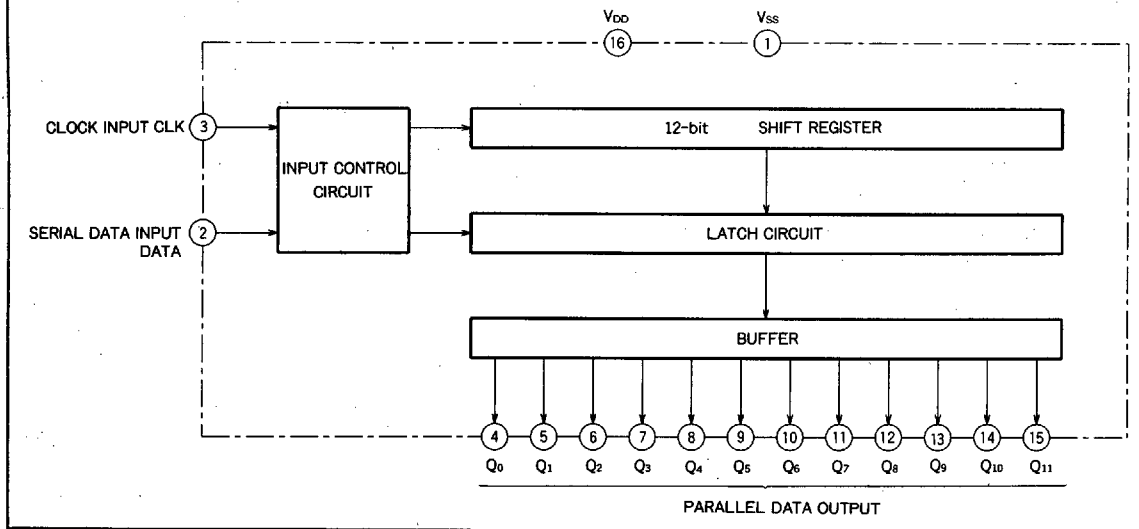 VDD VSS
16 1
CLOCK INPUT CLK 3
12-bit SHIFT REGISTER
INPUT CONTROL
CIRCUIT
SERIAL DATA INPUT 2
DATA
LATCH CIRCUIT
BUFFER
4 5 6 7 8 9 10 11 12 13 14 15
Q0 Q1 Q2 Q3 Q4 Q5 Q6 Q7 Q8 Q9 Q10 Q11
PARALLEL DATA OUTPUT